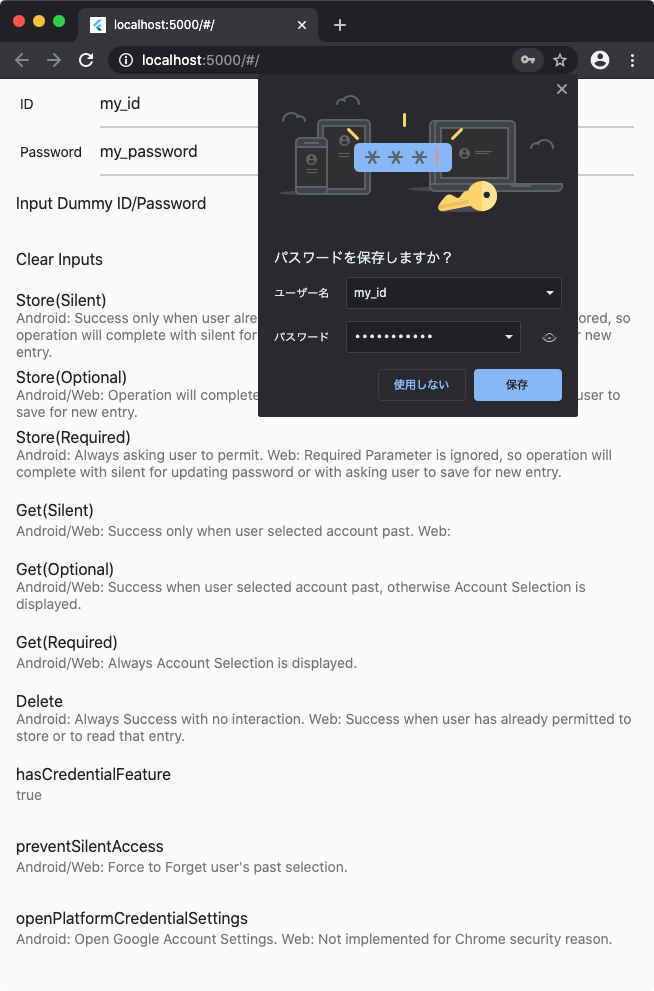 localhost:5000/#/
localhost:5000/#/
ID
my_id
Password
my_password
Input Dummy ID/Password
Clear Inputs
Store(Silent)
Android: Success only when user alre
ored, so
operation will complete with silent for
new
entry.
Store(Optional)
Android/Web: Operation will complete
user to
save for new entry.
Store(Required)
Android: Always asking user to permit. Web: Required Parameter is ignored, so operation will
complete with silent for updating password or with asking user to save for new entry.
Get(Silent)
Android/Web: Success only when user selected account past. Web:
Get(Optional)
Android/Web: Success when user selected account past, otherwise Account Selection is
displayed.
Get(Required)
Android/Web: Always Account Selection is displayed.
Delete
Android: Always Success with no interaction. Web: Success when user has already permitted to
store or to read that entry.
hasCredentialFeature
true
preventSilentAccess
Android/Web: Force to Forget user's past selection.
openPlatformCredentialSettings
Android: Open Google Account Settings. Web: Not implemented for Chrome security reason.
***
パスワードを保存しますか？
ユーザー名
my_id
パスワード
•••••••••••
使用しない
保存